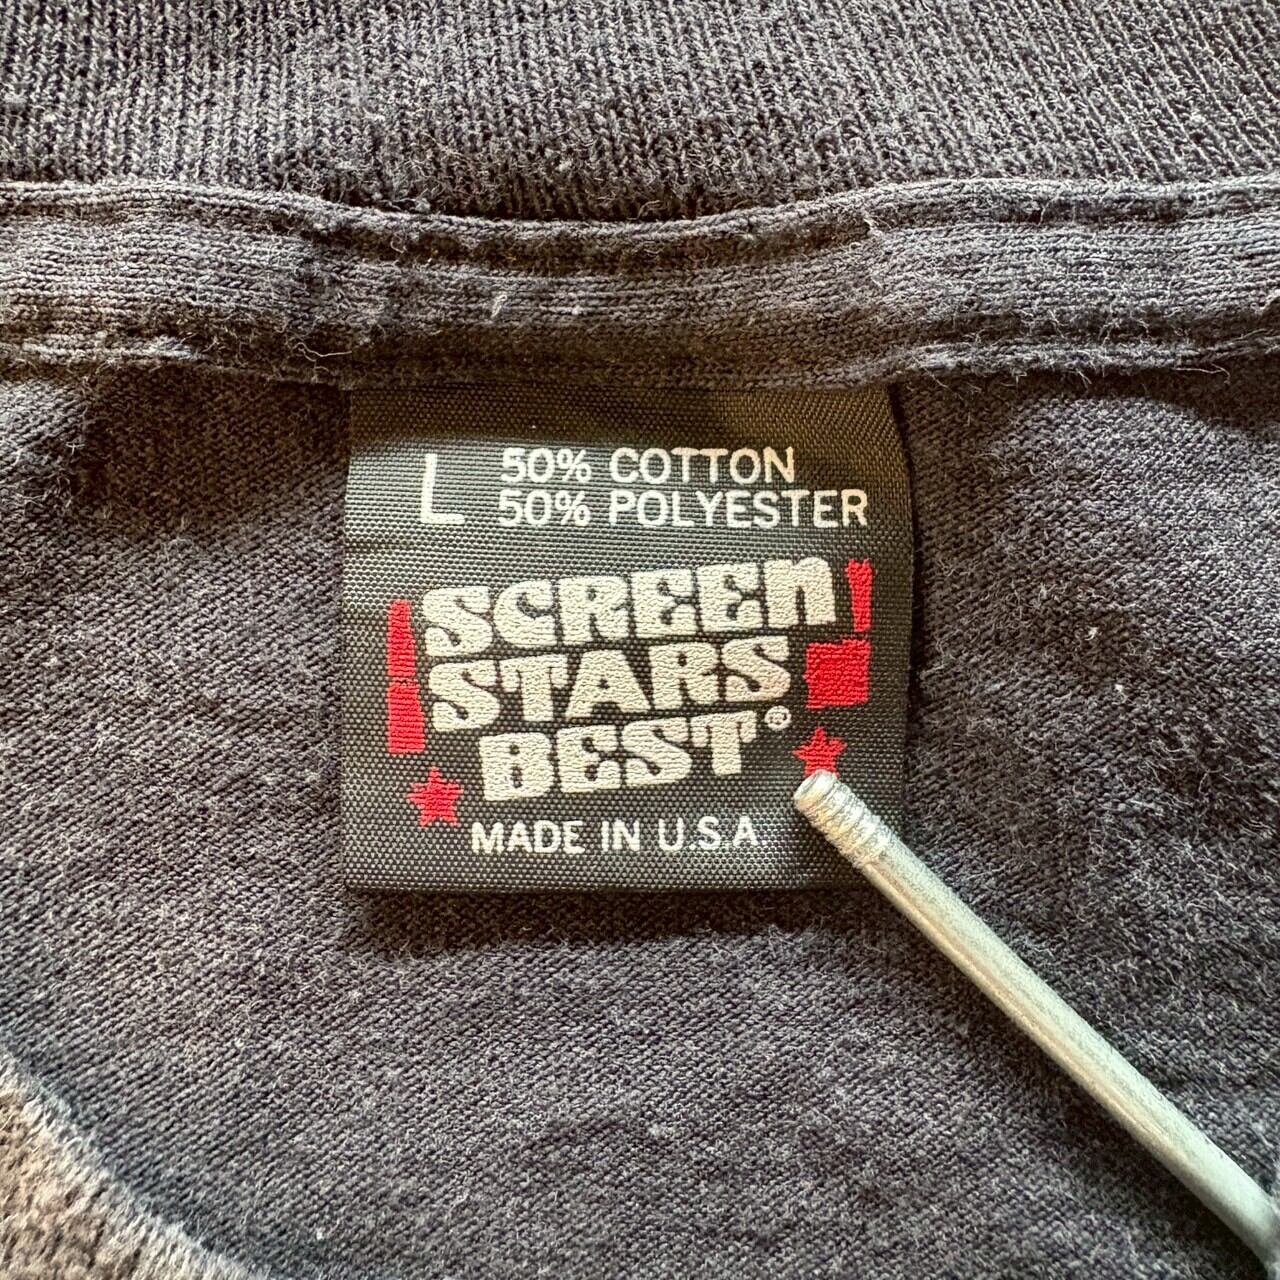 L 50% COTTON
50% POLYESTER
SCREEN
STARS
BEST®
MADE IN U.S.A.